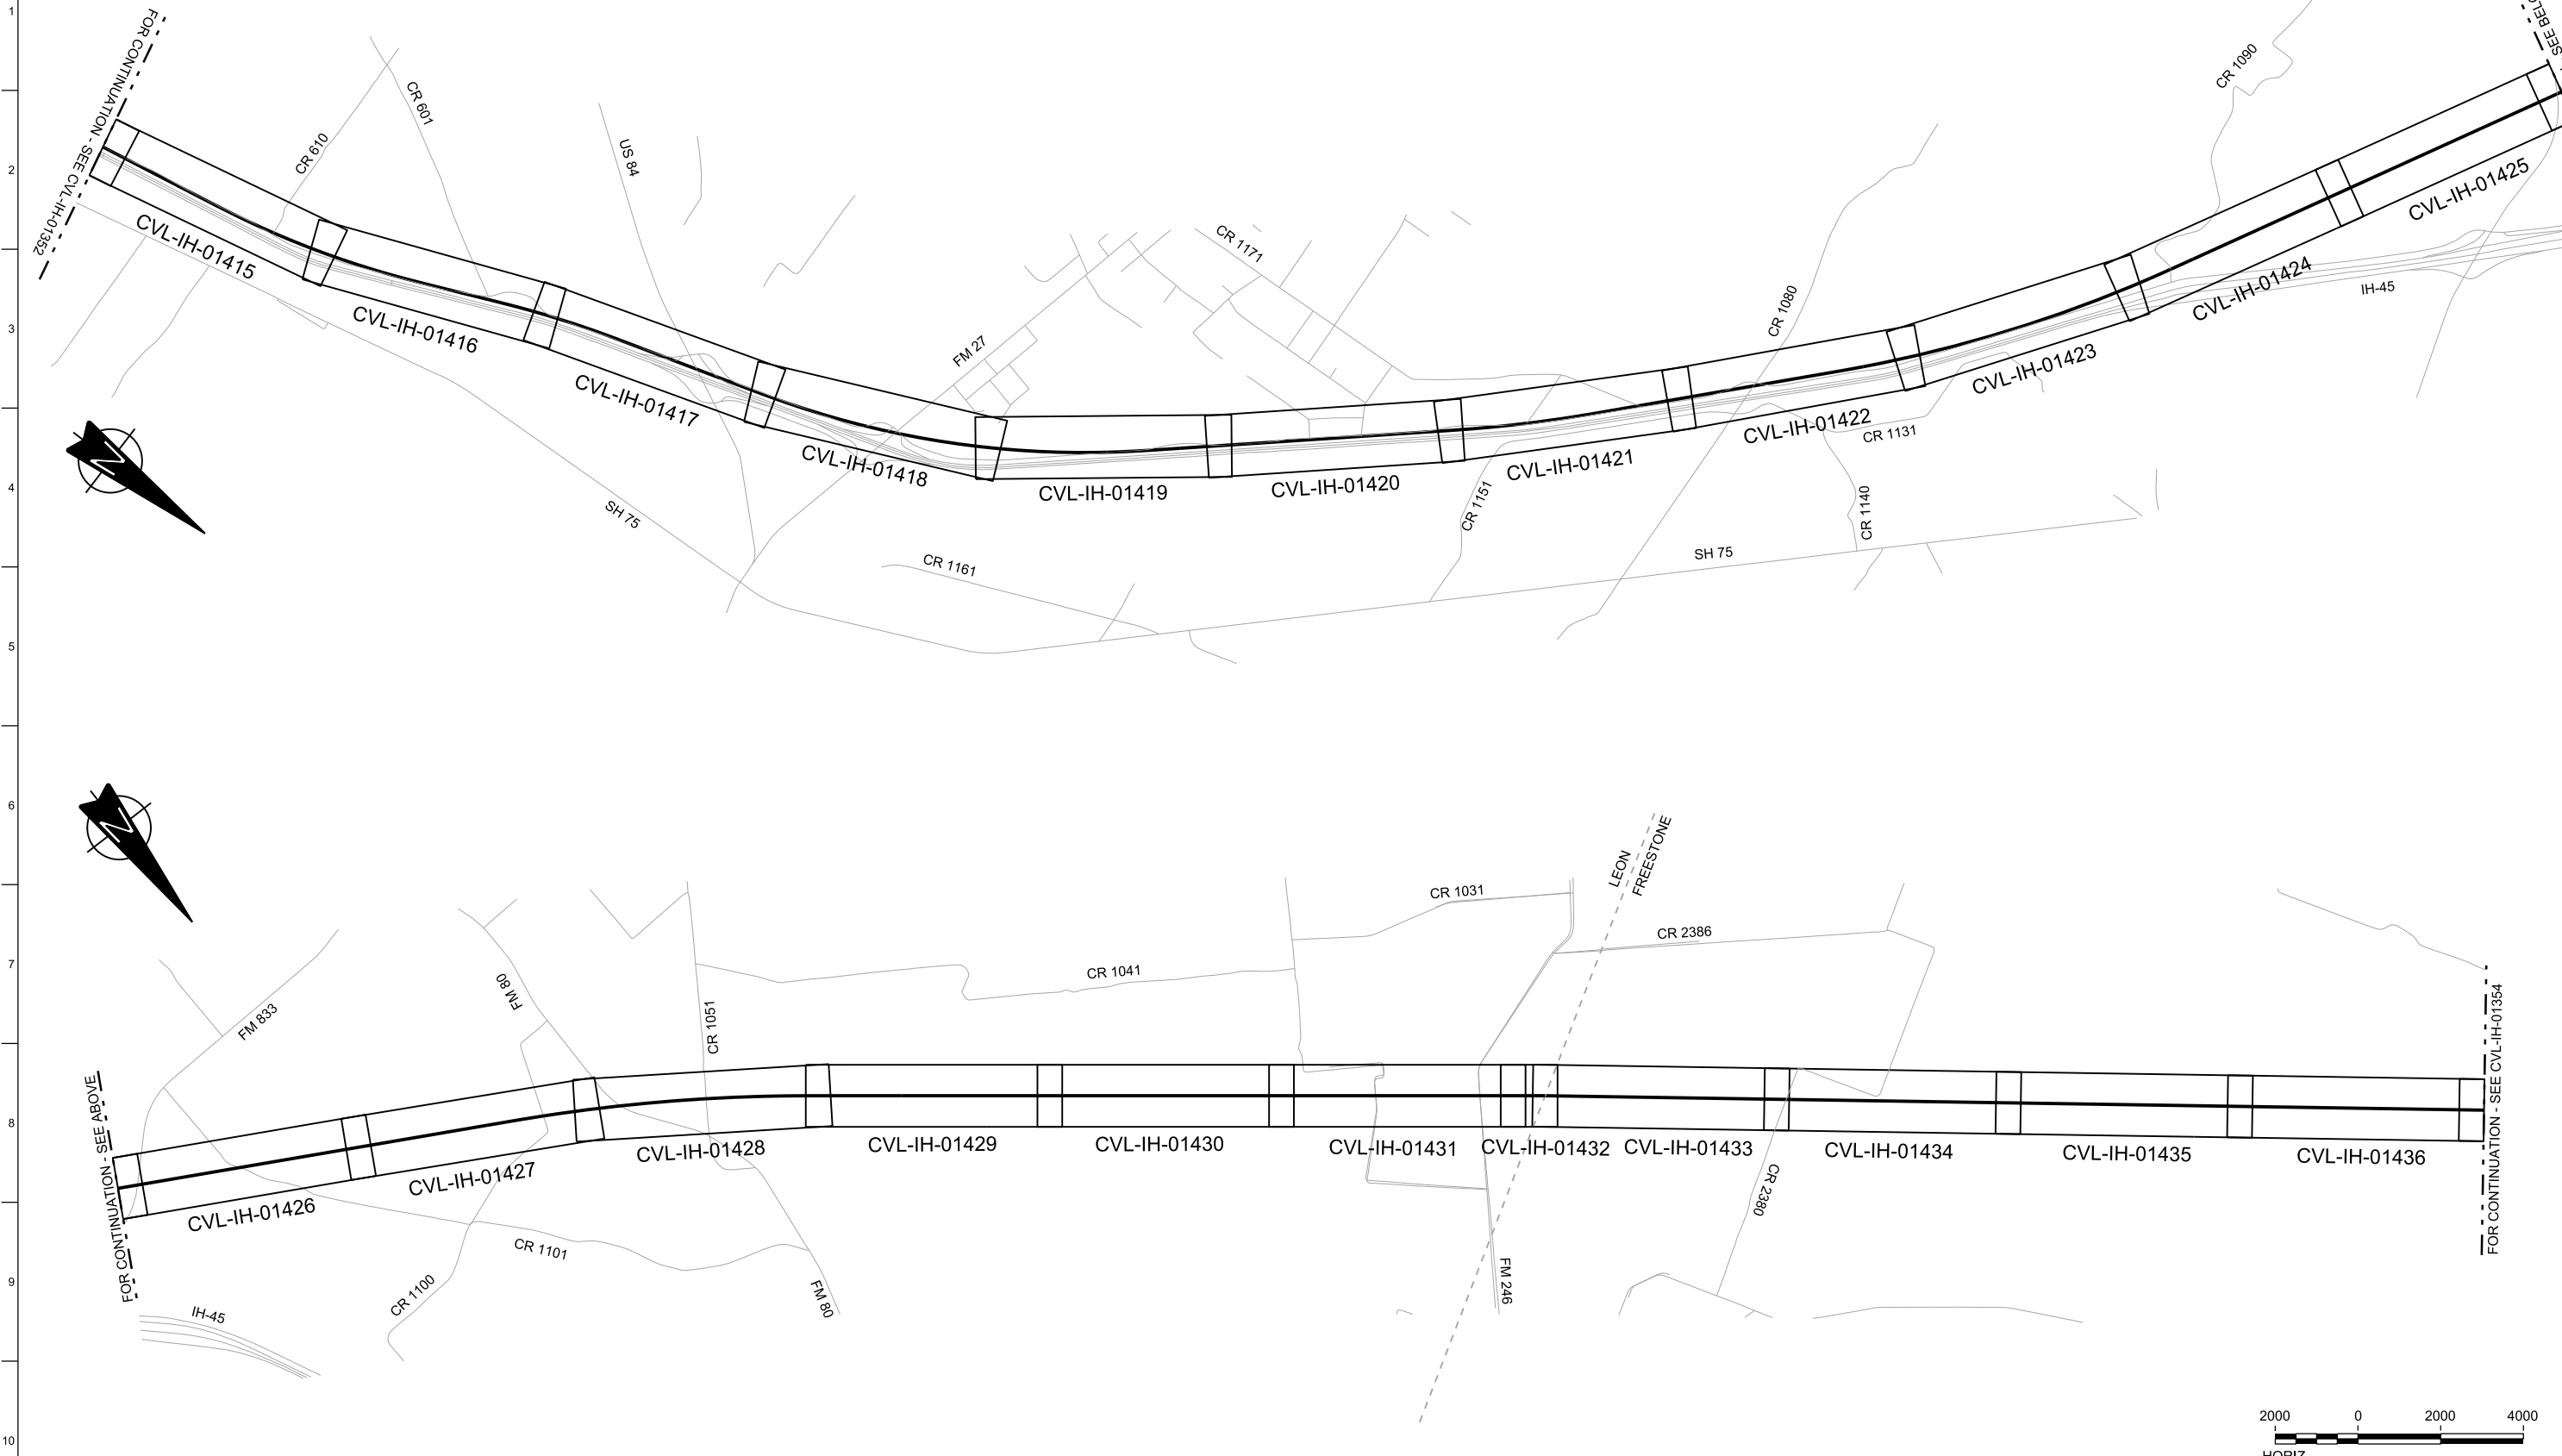 1
2
3
4
5
6
7
8
9
10
FOR CONTINUATION - SEE CVL-IH-01352
CR 610
CR 601
US 84
CR 1171
FM 27
CR 1080
CR 1090
IH-45
CR 1131
CR 1140
CR 1151
SH 75
SH 75
CR 1161
CVL-IH-01415
CVL-IH-01416
CVL-IH-01417
CVL-IH-01418
CVL-IH-01419
CVL-IH-01420
CVL-IH-01421
CVL-IH-01422
CVL-IH-01423
CVL-IH-01424
CVL-IH-01425
N
N
FOR CONTINUATION - SEE ABOVE
FM 833
FM 80
CR 1051
CR 1041
CR 1031
LEON
FREESTONE
CR 2386
CVL-IH-01426
CVL-IH-01427
CVL-IH-01428
CVL-IH-01429
CVL-IH-01430
CVL-IH-01431
CVL-IH-01432
CVL-IH-01433
CVL-IH-01434
CVL-IH-01435
CVL-IH-01436
CR 1101
CR 1100
FM 80
IH-45
FM 246
CR 2380
FOR CONTINUATION - SEE CVL-IH-01354
2000 0 2000 4000
HORIZ